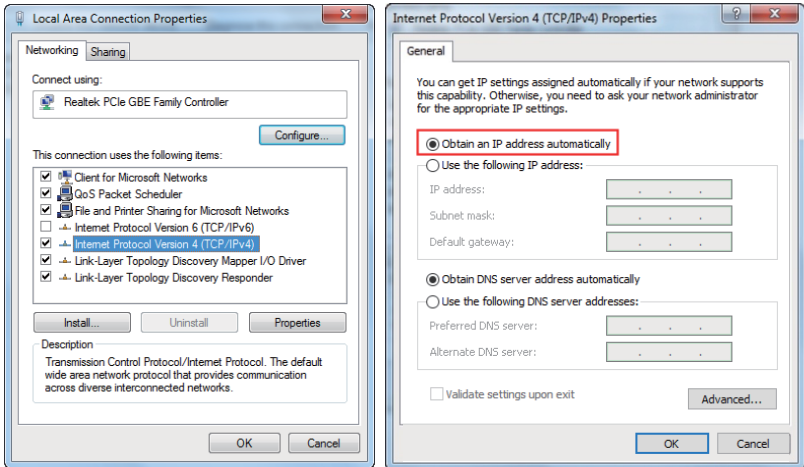 Local Area Connection Properties
Networking
Sharing
Connect using:
Realtek PCIe GBE Family Controller
Configure...
This connection uses the following items:
Client for Microsoft Networks
QoS Packet Scheduler
File and Printer Sharing for Microsoft Networks
Internet Protocol Version 6 (TCP/IPv6)
Internet Protocol Version 4 (TCP/IPv4)
Link-Layer Topology Discovery Mapper I/O Driver
Link-Layer Topology Discovery Responder
Install...
Uninstall
Properties
Description
Transmission Control Protocol/Internet Protocol. The default
wide area network protocol that provides communication
across diverse interconnected networks.
OK
Cancel
Internet Protocol Version 4 (TCP/IPv4) Properties
General
You can get IP settings assigned automatically if your network supports
this capability. Otherwise, you need to ask your network administrator
for the appropriate IP settings.
Obtain an IP address automatically
Use the following IP address:
IP address:
Subnet mask:
Default gateway:
Obtain DNS server address automatically
Use the following DNS server addresses:
Preferred DNS server:
Alternate DNS server:
Validate settings upon exit
Advanced...
OK
Cancel